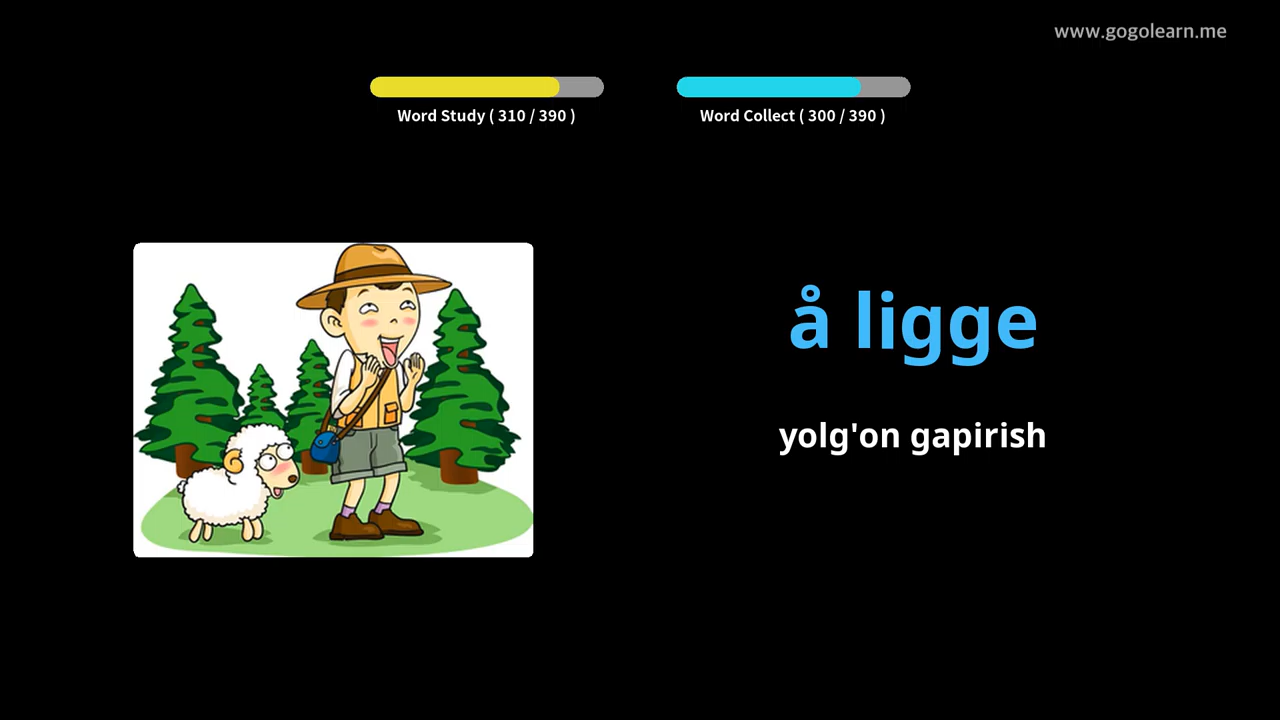 www.gogolearn.me
Word Study ( 310 / 390 )
Word Collect ( 300 / 390 )
å ligge
yolg'on gapirish